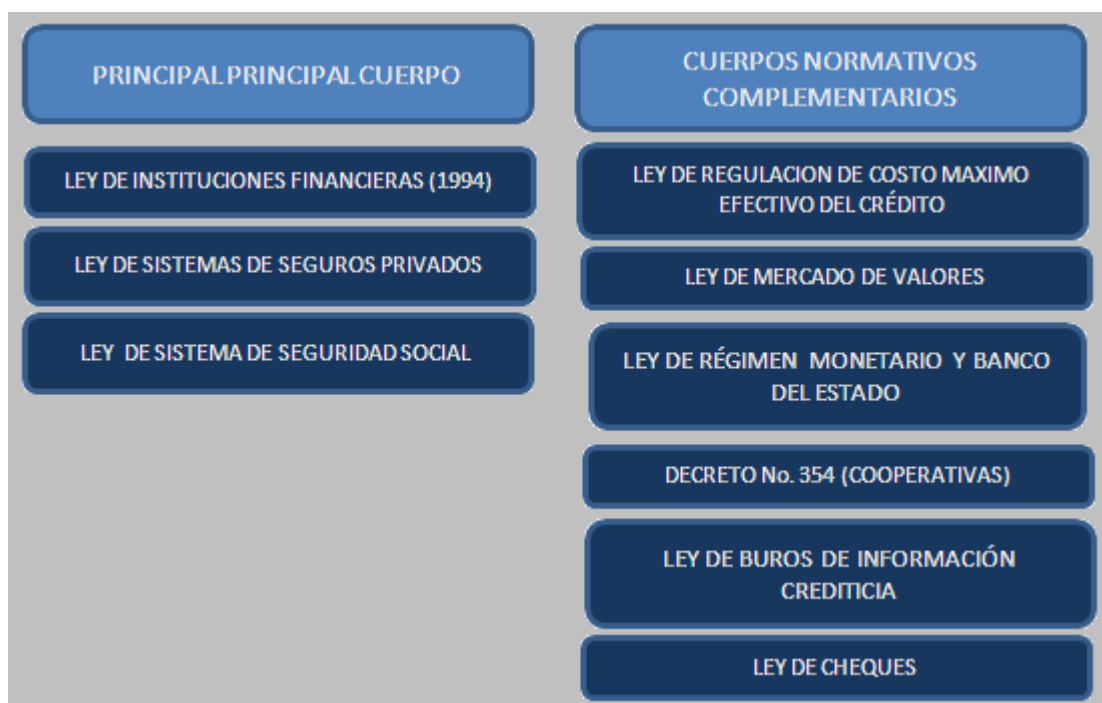 PRINCIPAL PRINCIPAL CUERPO
LEY DE INSTITUCIONES FINANCIERAS (1994)
LEY DE SISTEMAS DE SEGUROS PRIVADOS
LEY DE SISTEMA DE SEGURIDAD SOCIAL
CUERPOS NORMATIVOS
COMPLEMENTARIOS
LEY DE REGULACION DE COSTO MAXIMO
EFECTIVO DEL CRÉDITO
LEY DE MERCADO DE VALORES
LEY DE RÉGIMEN MONETARIO Y BANCO
DEL ESTADO
DECRETO No. 354 (COOPERATIVAS)
LEY DE BUROS DE INFORMACIÓN
CREDITICIA
LEY DE CHEQUES